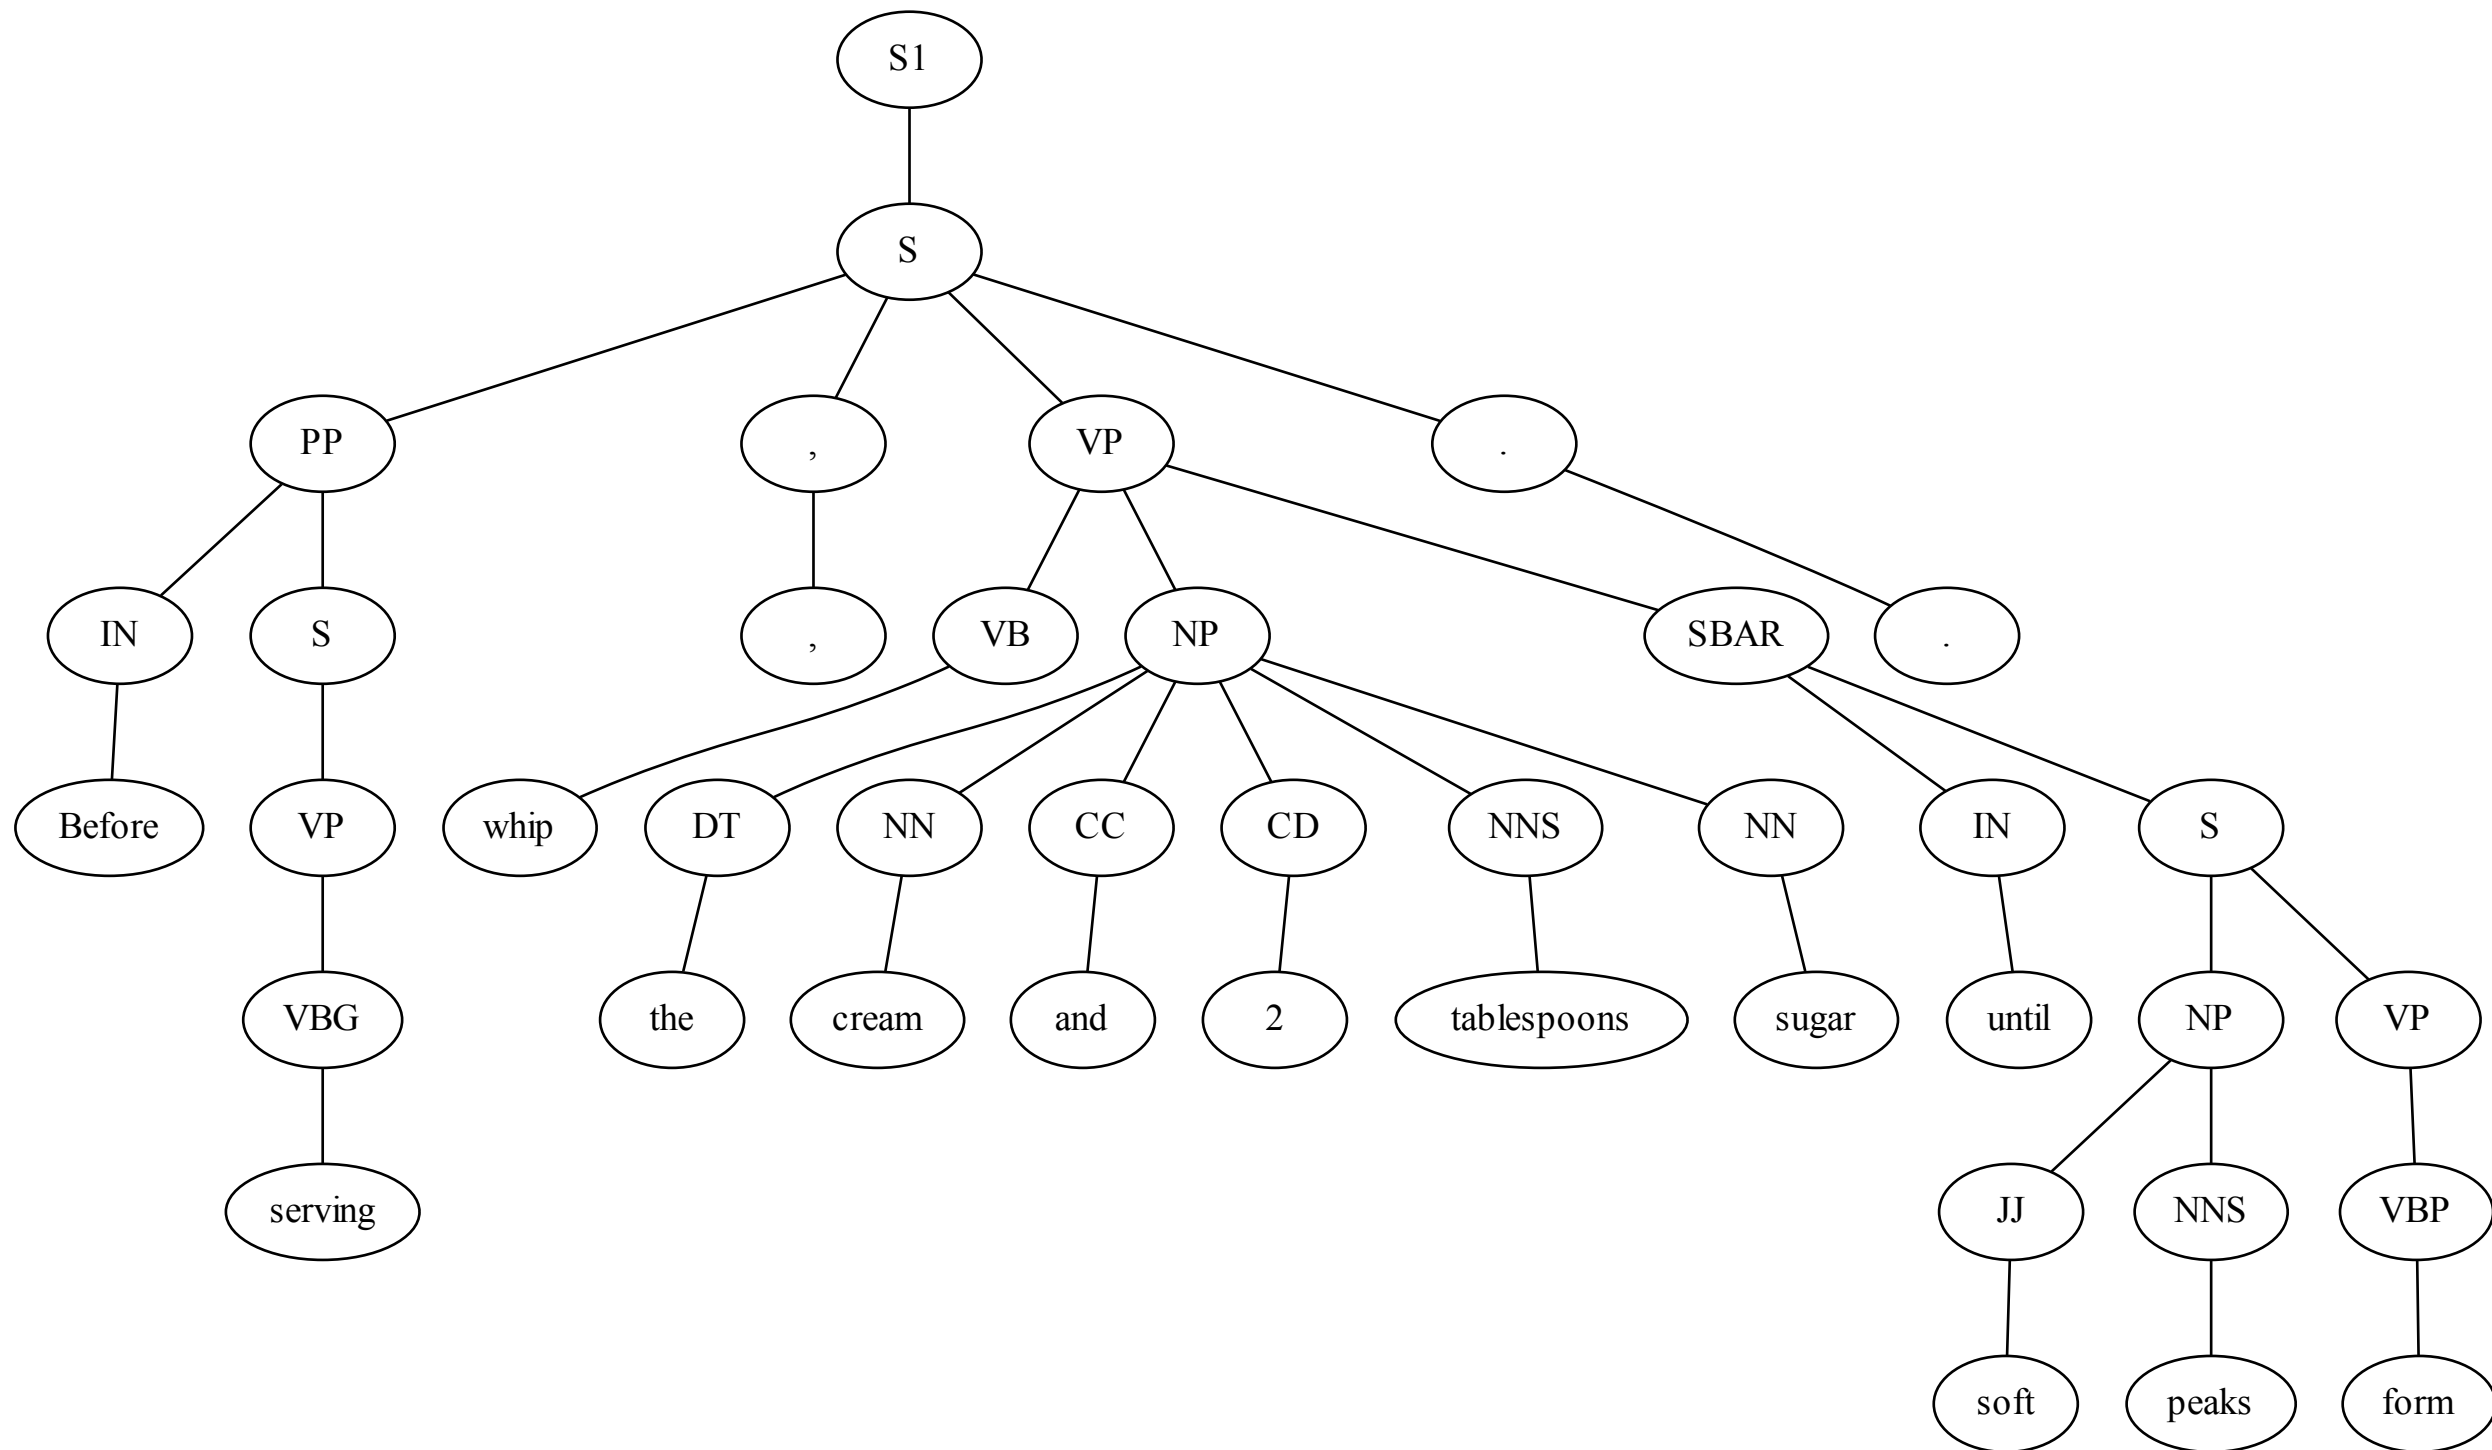 S1
S
PP , VP .
IN S , VB NP SBAR .
Before VP whip DT NN CC CD NNS NN IN S
VBG the cream and 2 tablespoons sugar until NP VP
serving JJ NNS VBP
soft peaks form